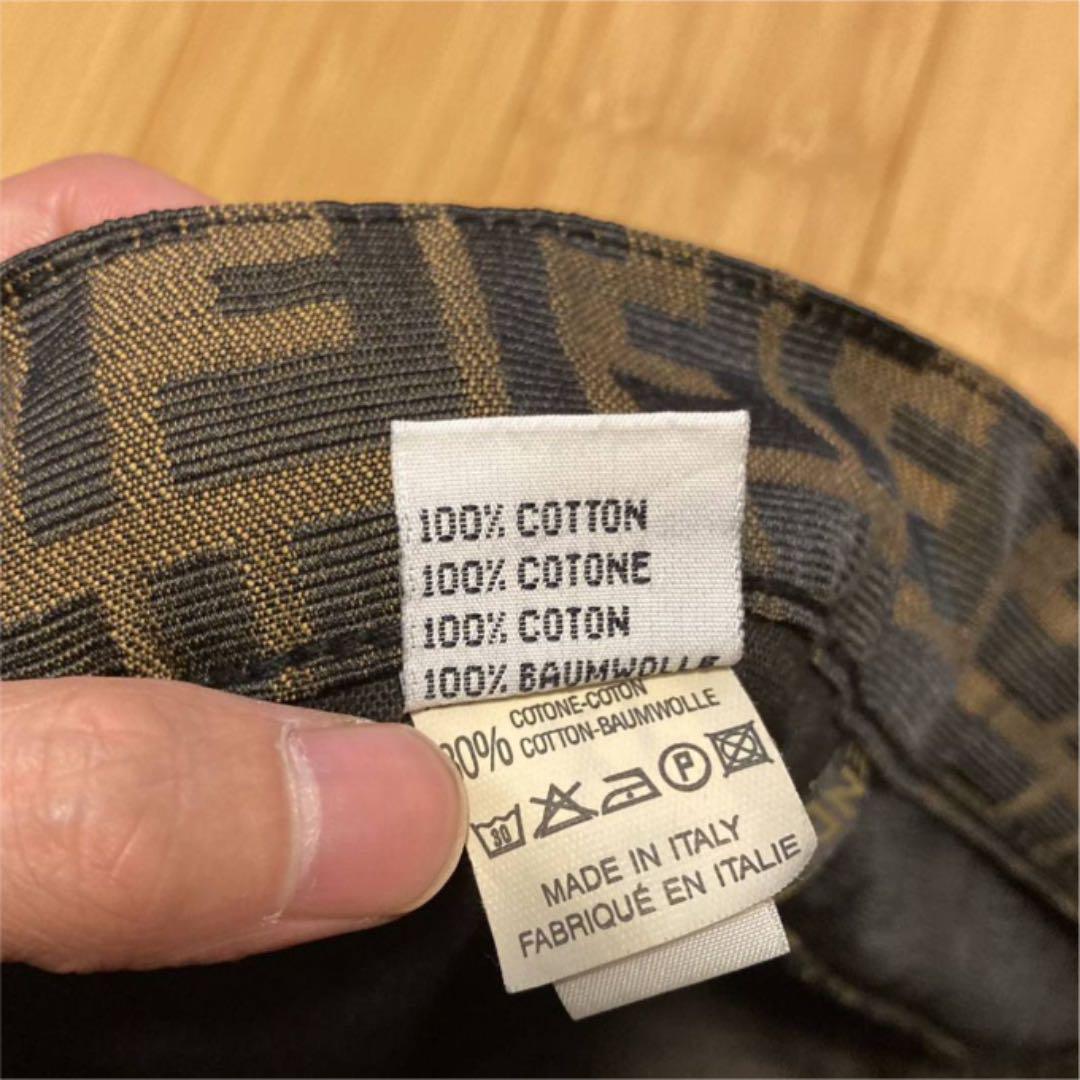 100% COTTON
100% COTONE
100% COTON
100% BAUMWOLLE
COTONE-COTON
COTTON-BAUMWOLLE
30
P
MADE IN ITALY
FABRIQUÉ EN ITALIE